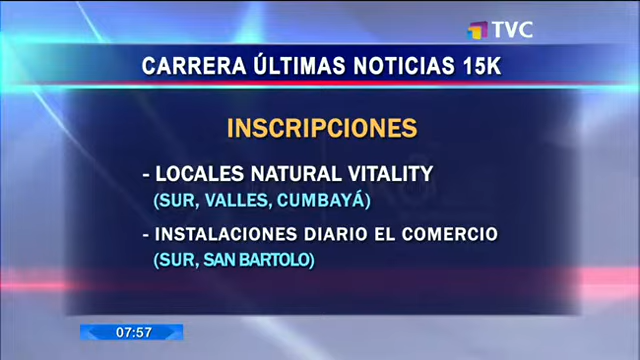 TVC
CARRERA ÚLTIMAS NOTICIAS 15K
INSCRIPCIONES
- LOCALES NATURAL VITALITY
(SUR, VALLES, CUMBAYÁ)
- INSTALACIONES DIARIO EL COMERCIO
(SUR, SAN BARTOLO)
07:57